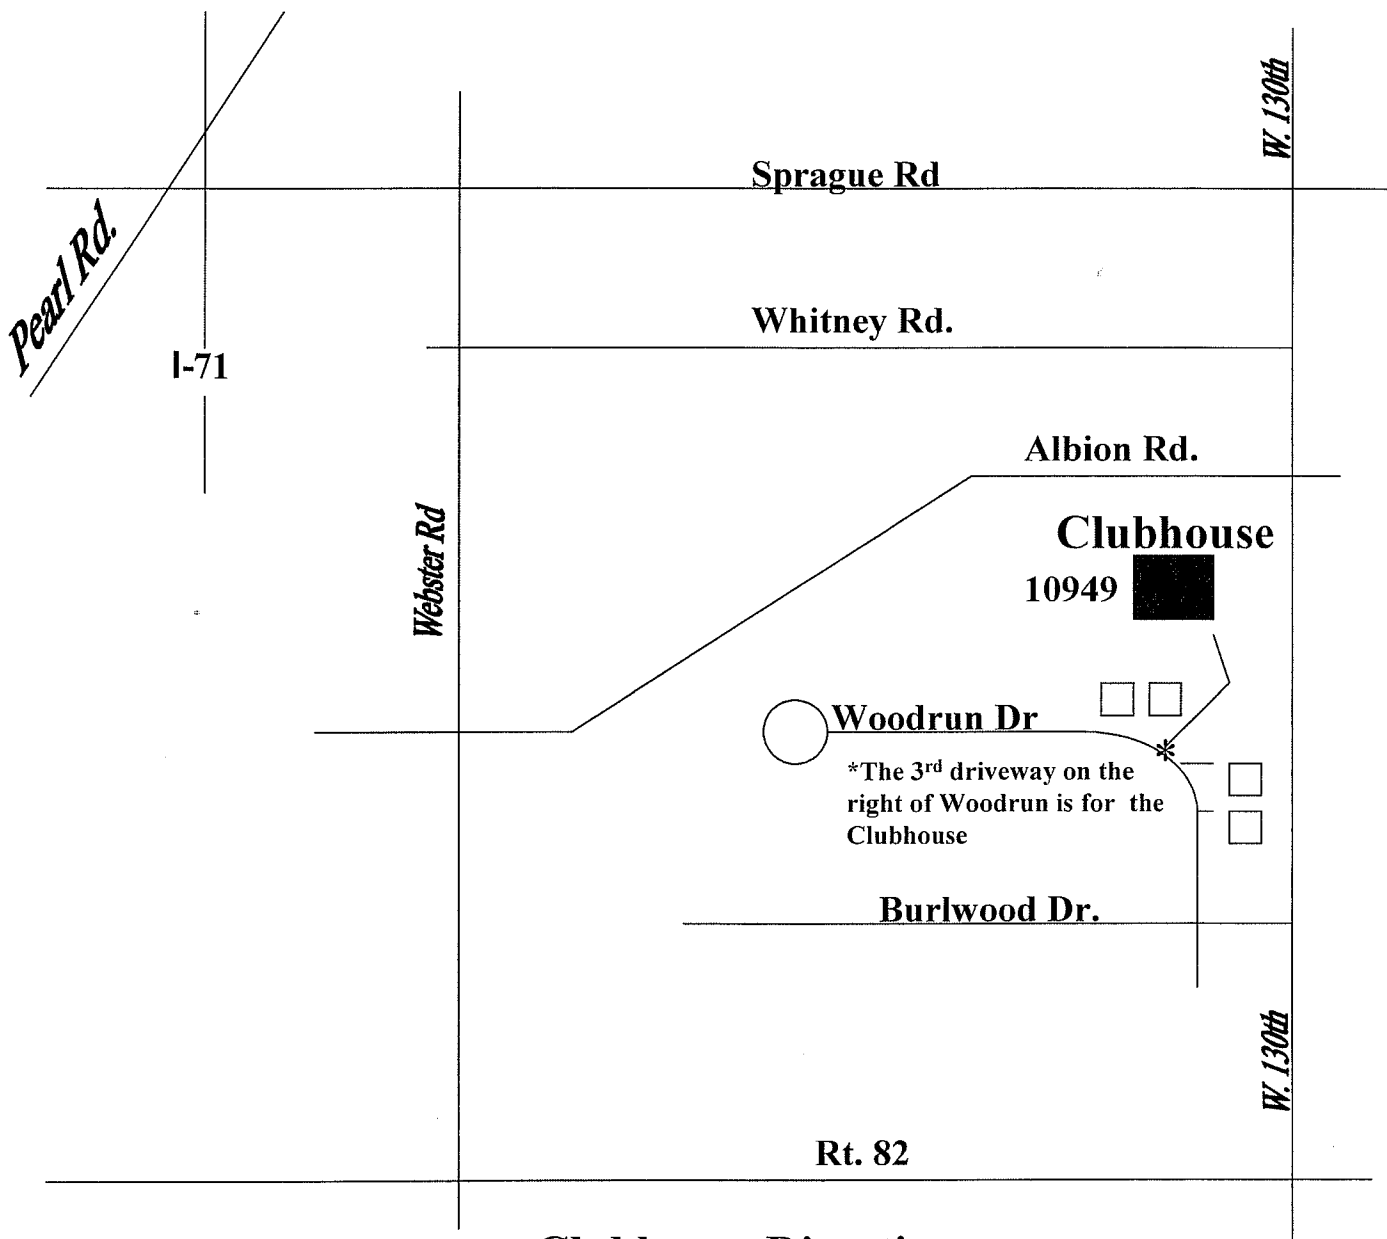 W. 130th
Sprague Rd
Pearl Rd.
Whitney Rd.
I-71
Albion Rd.
Clubhouse
10949
Webster Rd
Woodrun Dr
*
*The 3rd driveway on the
right of Woodrun is for the
Clubhouse
Burlwood Dr.
W. 130th
Rt. 82